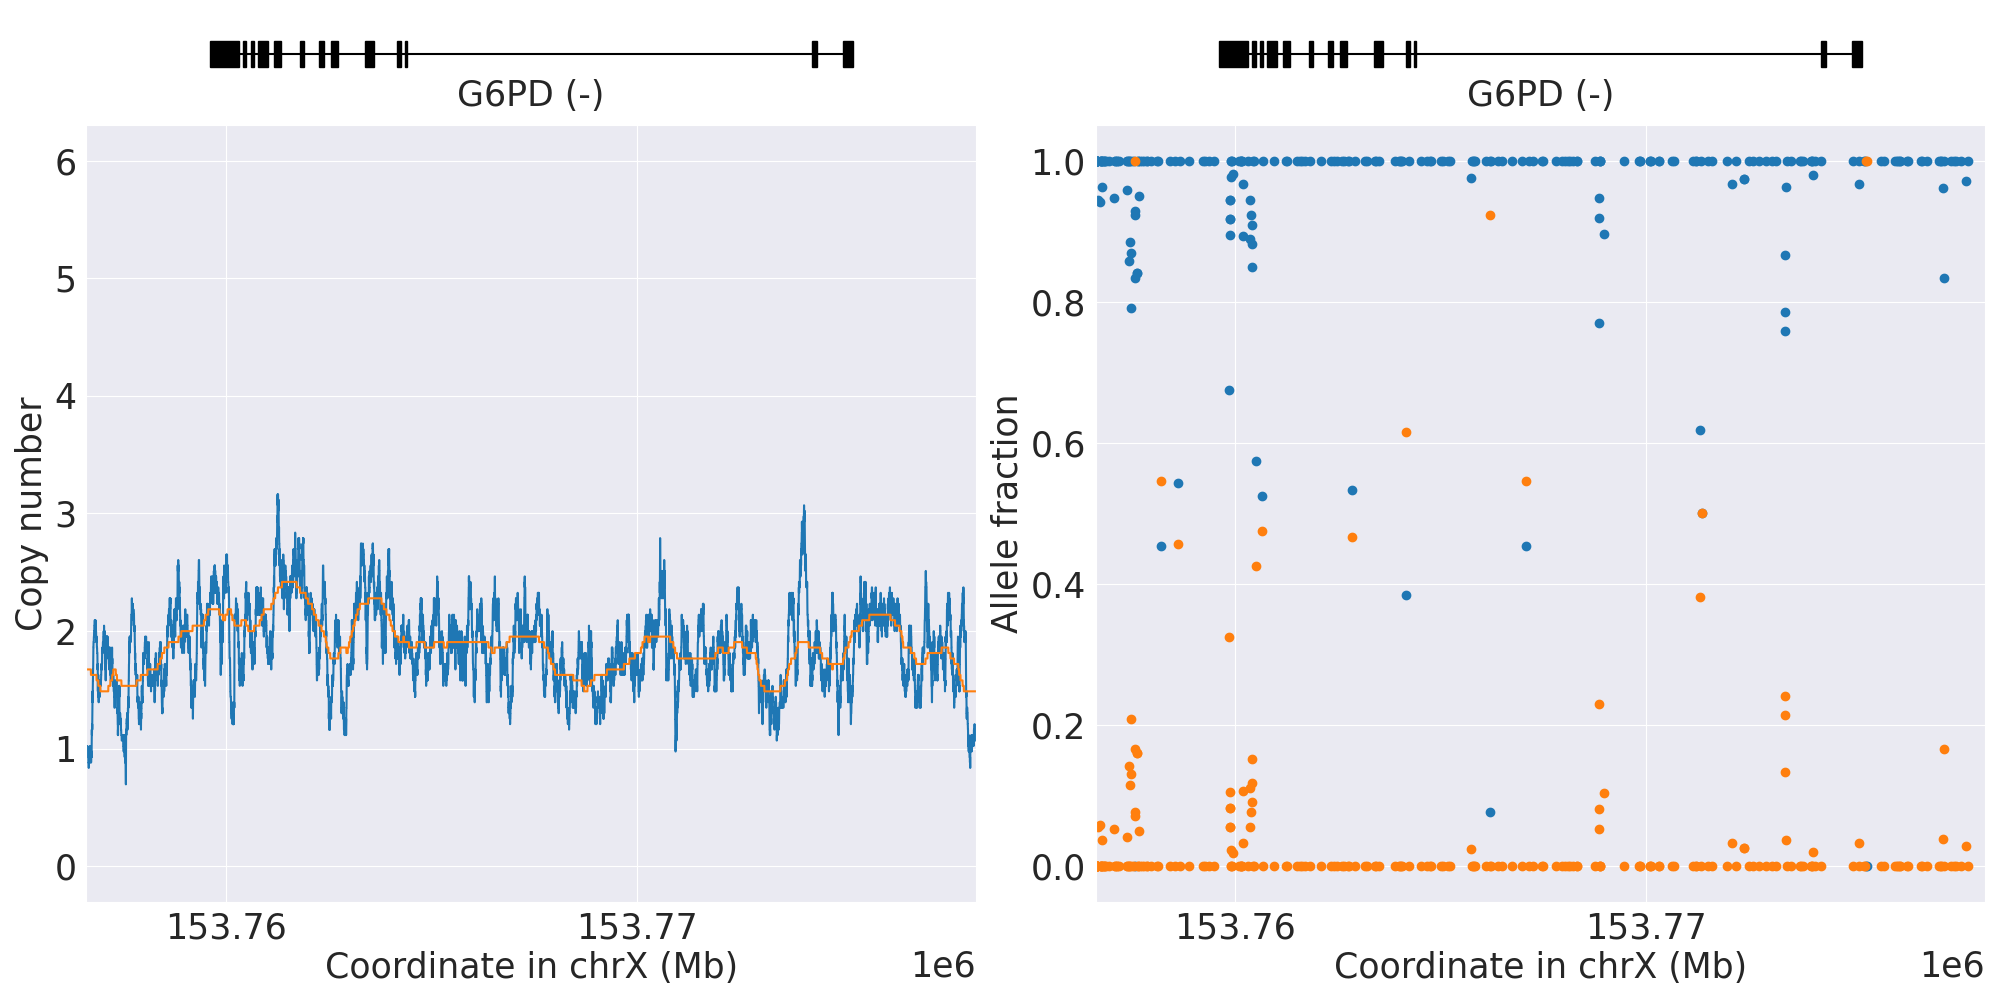 G6PD (-)
6
5
4
3
2
1
0
Copy number
153.76
153.77
Coordinate in chrX (Mb)
1e6
G6PD (-)
1.0
0.8
0.6
0.4
0.2
0.0
Allele fraction
153.76
153.77
Coordinate in chrX (Mb)
1e6